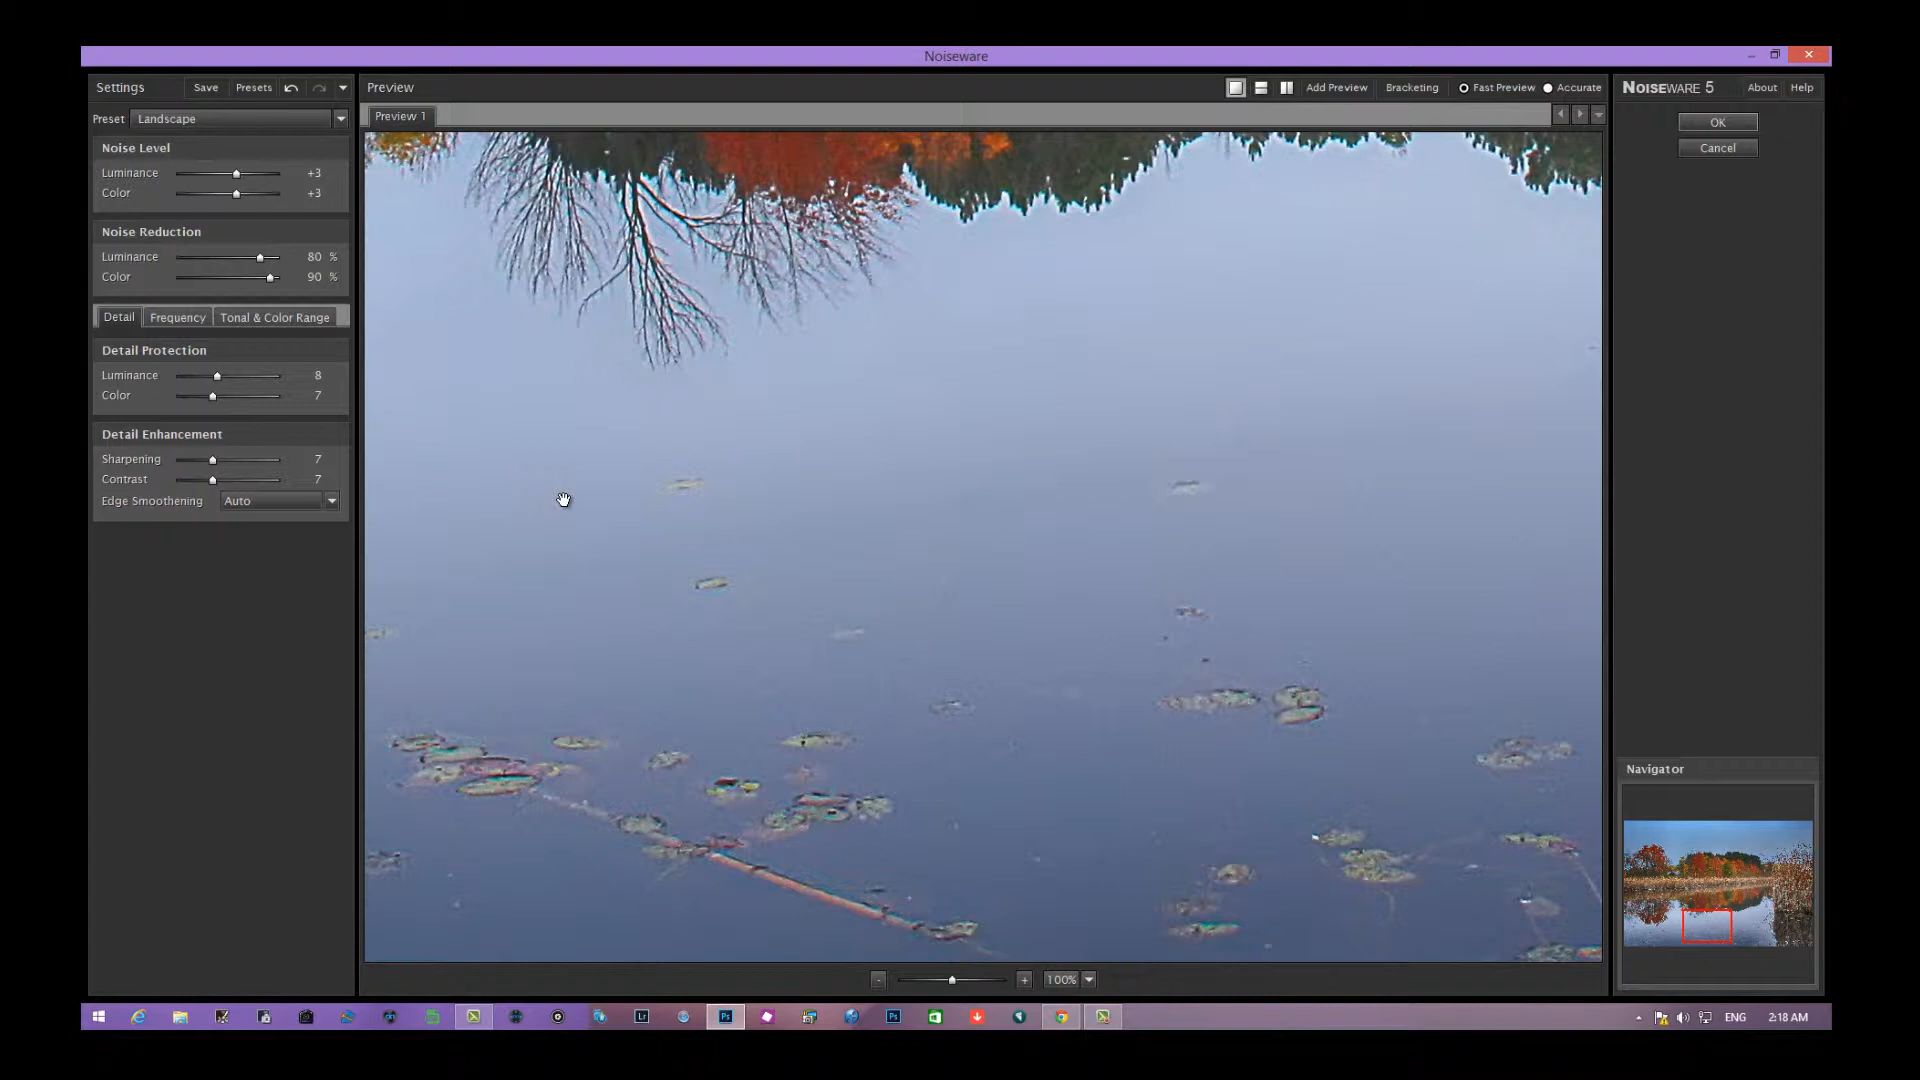 Noiseware
Settings Save Presets
Preview
Add Preview Bracketing Fast Preview Accurate
NOISEWARE 5 About Help
Preset Landscape
Preview 1
OK
Cancel
Noise Level
Luminance +3
Color +3
Noise Reduction
Luminance 80 %
Color 90 %
Detail Frequency Tonal & Color Range
Detail Protection
Luminance 8
Color 7
Detail Enhancement
Sharpening 7
Contrast 7
Edge Smoothening Auto
Navigator
- + 100%
Lr Ps Ps ENG 2:18 AM